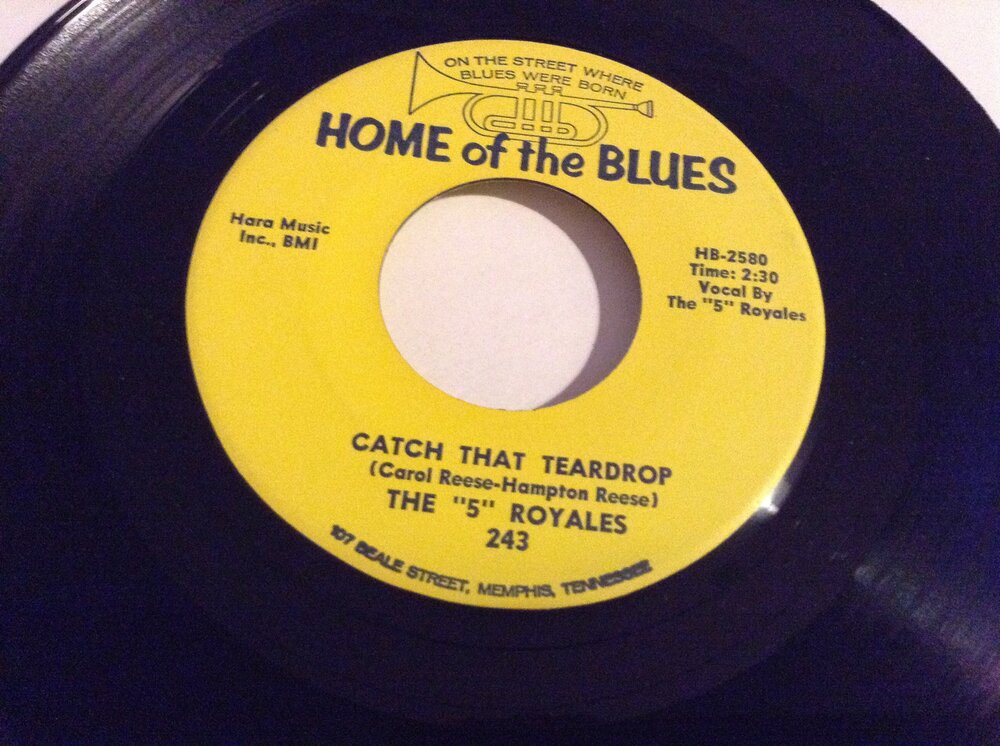 ON THE STREET WHERE
BLUES WERE BORN
HOME of the BLUES
Hara Music
Inc., BMI
HB-2580
Time: 2:30
Vocal By
The "5" Royales
CATCH THAT TEARDROP
(Carol Reese-Hampton Reese)
THE "5" ROYALES
243
107 BEALE STREET, MEMPHIS, TENNESSEE